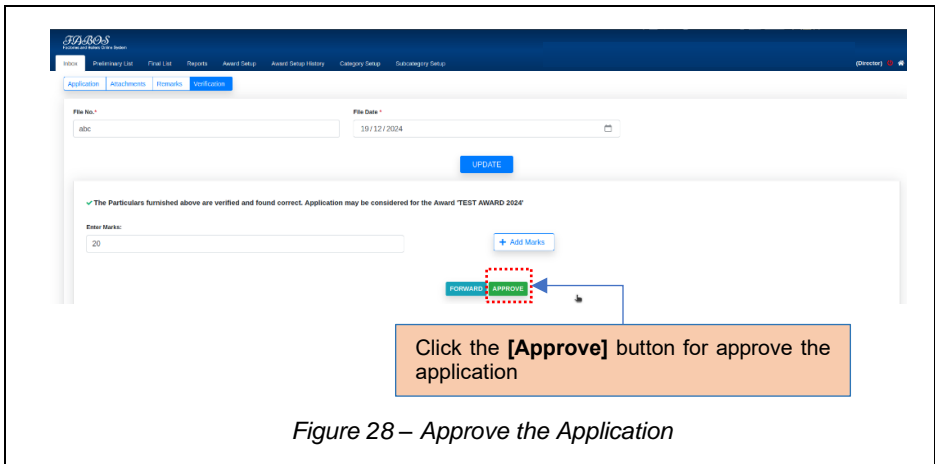 FABOS
Factories and Boilers Online System
Inbox Preliminary List Final List Reports Award Setup Award Setup History Category Setup Subcategory Setup (Director)
Application Attachments Remarks Verification
File No.* File Date *
abc 19/12/2024
UPDATE
✓ The Particulars furnished above are verified and found correct. Application may be considered for the Award 'TEST AWARD 2024'
Enter Marks:
20 + Add Marks
FORWARD APPROVE
Click the [Approve] button for approve the
application
Figure 28 – Approve the Application